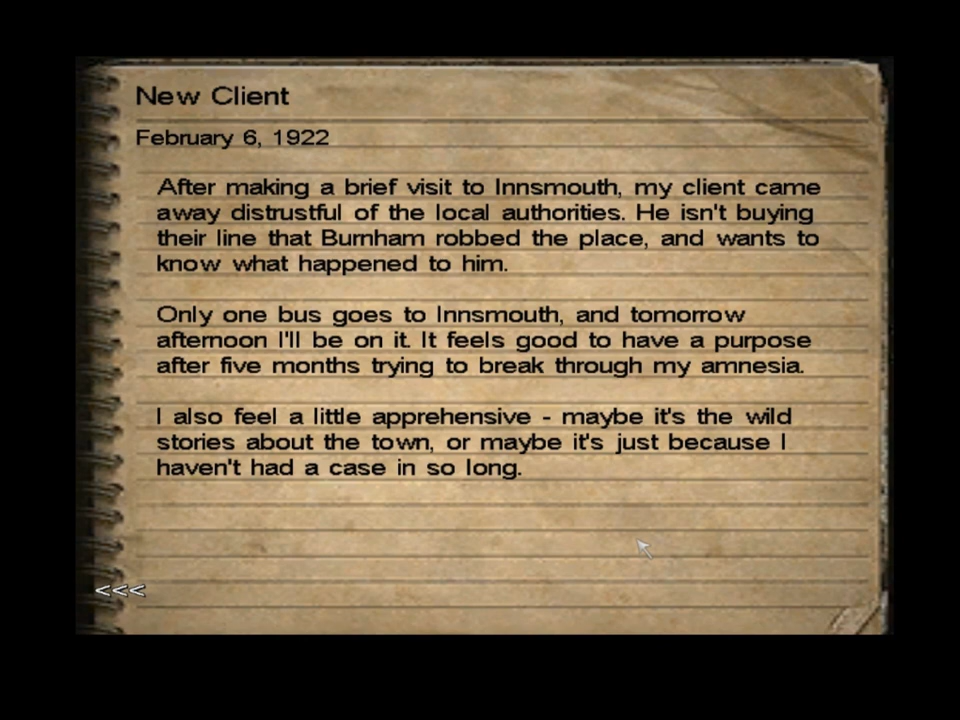 New Client
February 6, 1922
After making a brief visit to Innsmouth, my client came
away distrustful of the local authorities. He isn't buying
their line that Burnham robbed the place, and wants to
know what happened to him.
Only one bus goes to Innsmouth, and tomorrow
afternoon I'll be on it. It feels good to have a purpose
after five months trying to break through my amnesia.
I also feel a little apprehensive - maybe it's the wild
stories about the town, or maybe it's just because I
haven't had a case in so long.
<<<